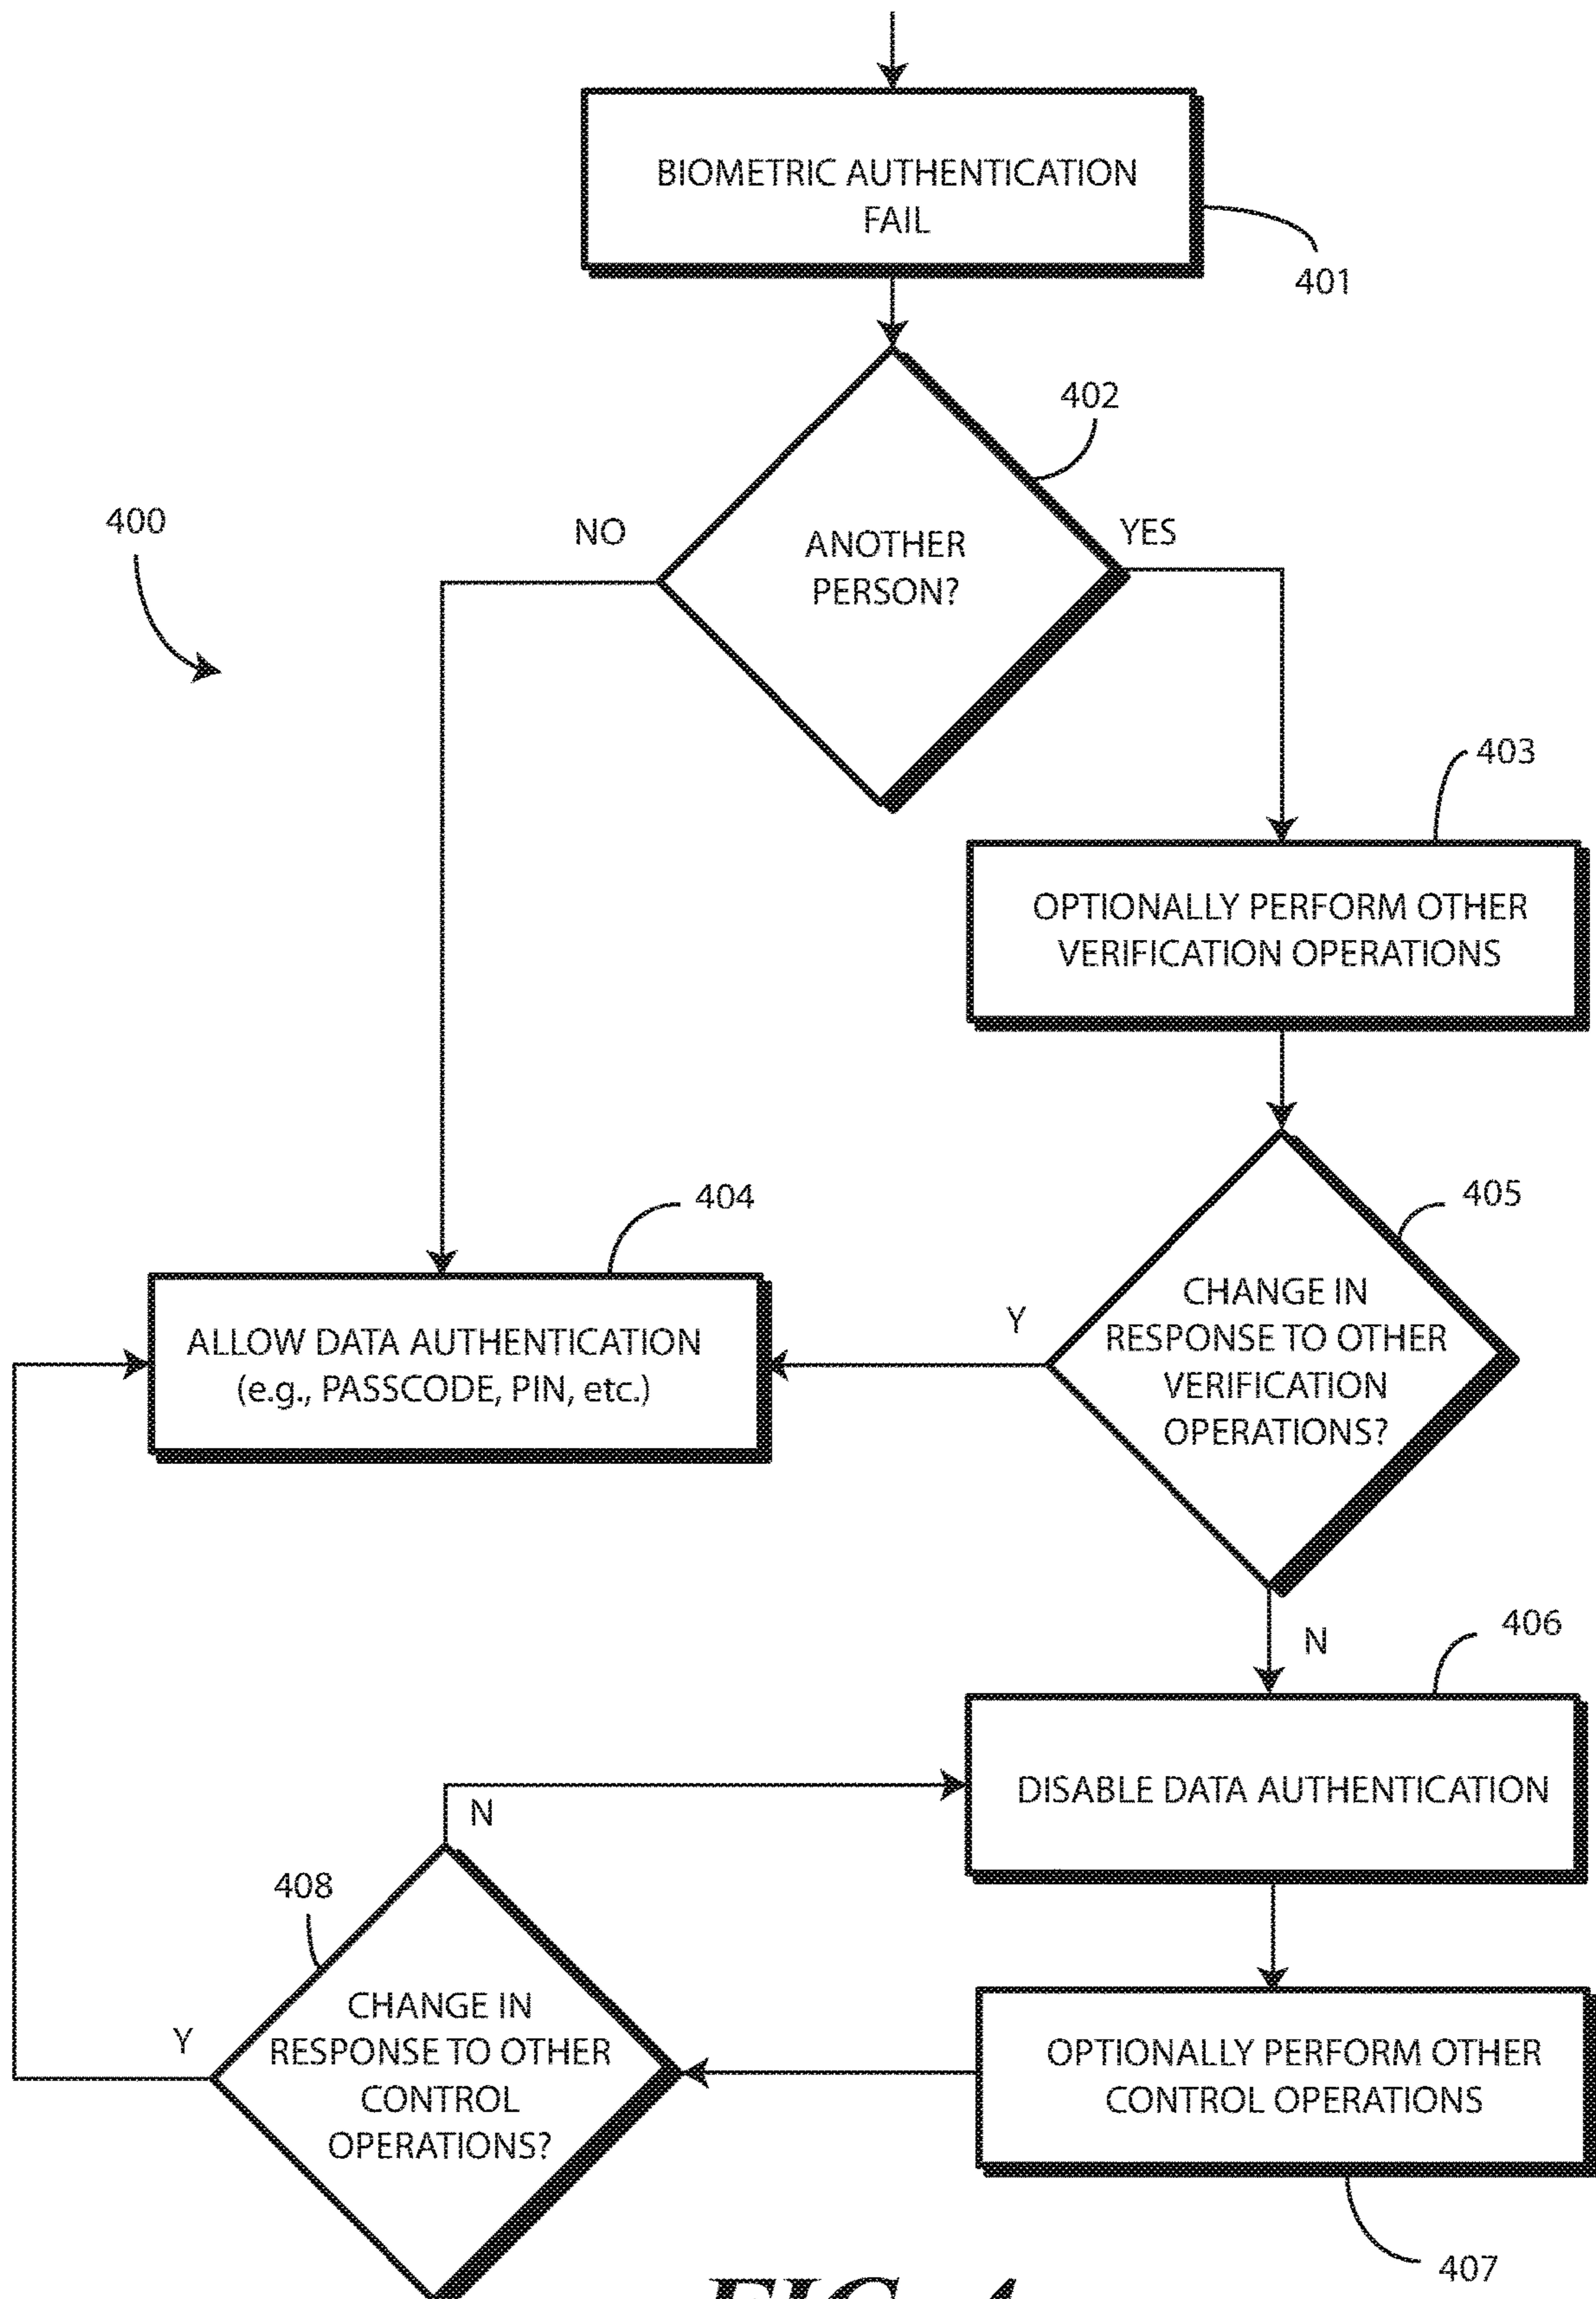 BIOMETRIC AUTHENTICATION
FAIL
401
402
400
NO
YES
ANOTHER
PERSON?
403
OPTIONALLY PERFORM OTHER
VERIFICATION OPERATIONS
404
405
ALLOW DATA AUTHENTICATION
(e.g., PASSCODE, PIN, etc.)
Y
CHANGE IN
RESPONSE TO OTHER
VERIFICATION
OPERATIONS?
N
406
DISABLE DATA AUTHENTICATION
N
408
Y
CHANGE IN
RESPONSE TO OTHER
CONTROL
OPERATIONS?
OPTIONALLY PERFORM OTHER
CONTROL OPERATIONS
407